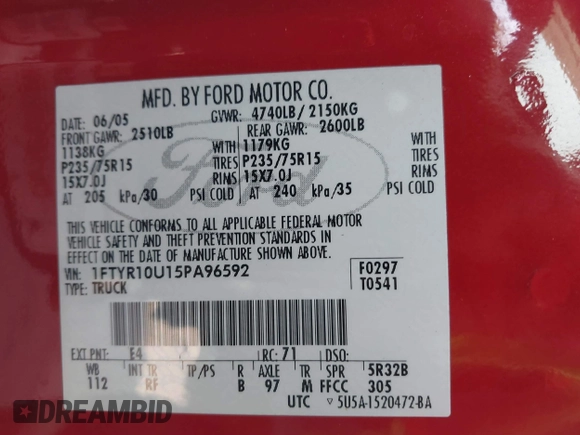 MFD. BY FORD MOTOR CO.
DATE: 06/05 GVWR: 4740LB/ 2150KG
FRONT GAWR: 2510LB REAR GAWR: 2600LB
1138KG WITH 1179KG WITH
P235/75R15 TIRES P235/75R15 TIRES
15X7.0J RIMS 15X7.0J RIMS
AT 205 kPa/30 PSI COLD AT 240 kPa/35 PSI COLD
Ford
THIS VEHICLE CONFORMS TO ALL APPLICABLE FEDERAL MOTOR
VEHICLE SAFETY AND THEFT PREVENTION STANDARDS IN
EFFECT ON THE DATE OF MANUFACTURE SHOWN ABOVE.
VIN: 1FTYR10U15PA96592 F0297
TYPE: TRUCK T0541
EXT PNT: E4 RC: 71 DSO:
WB INT TR TP/PS R AXLE TR SPR 5R32B
112 RF B 97 M FFCC 305
UTC ▽5U5A-1520472-BA
DREAMBID